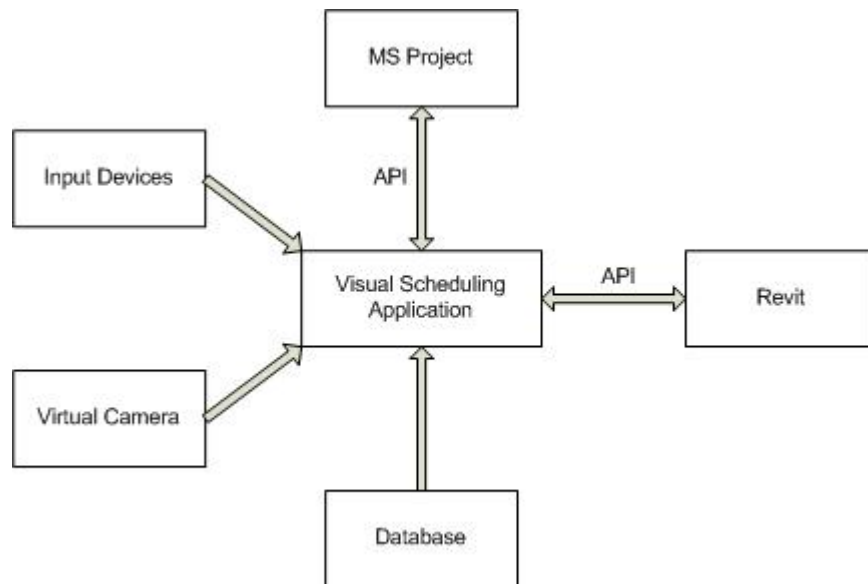 MS Project
Input Devices
API
Visual Scheduling
Application
API
Revit
Virtual Camera
Database